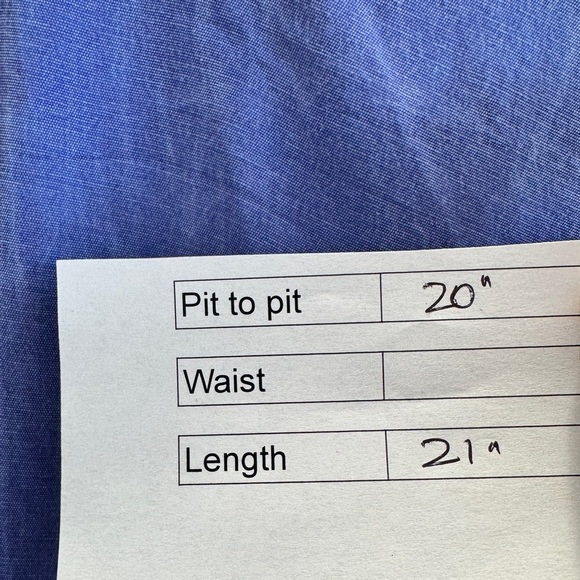 Pit to pit 20"
Waist
Length 21"